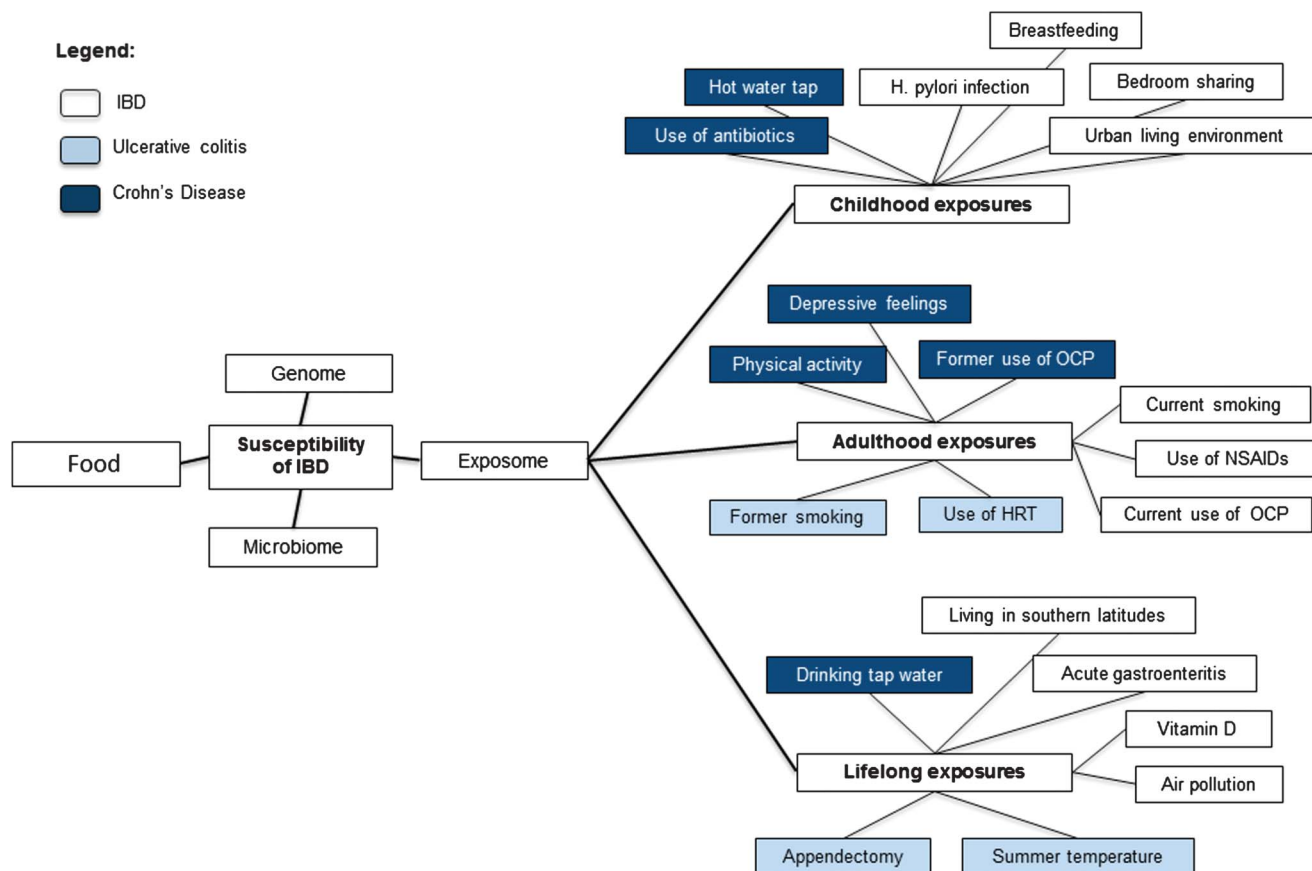 Legend:
IBD
Ulcerative colitis
Crohn's Disease
Breastfeeding
Hot water tap
H. pylori infection
Bedroom sharing
Use of antibiotics
Urban living environment
Childhood exposures
Depressive feelings
Physical activity
Former use of OCP
Current smoking
Adulthood exposures
Use of NSAIDs
Former smoking
Use of HRT
Current use of OCP
Genome
Food
Susceptibility
of IBD
Exposome
Microbiome
Living in southern latitudes
Drinking tap water
Acute gastroenteritis
Vitamin D
Lifelong exposures
Air pollution
Appendectomy
Summer temperature